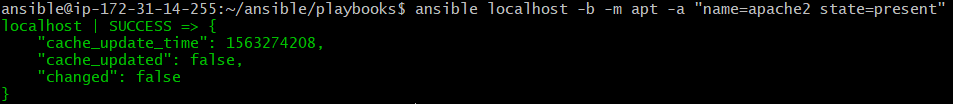 ansible@ip-172-31-14-255:~/ansible/playbooks$ ansible localhost -b -m apt -a "name=apache2 state=present"
localhost | SUCCESS => {
    "cache_update_time": 1563274208,
    "cache_updated": false,
    "changed": false
}